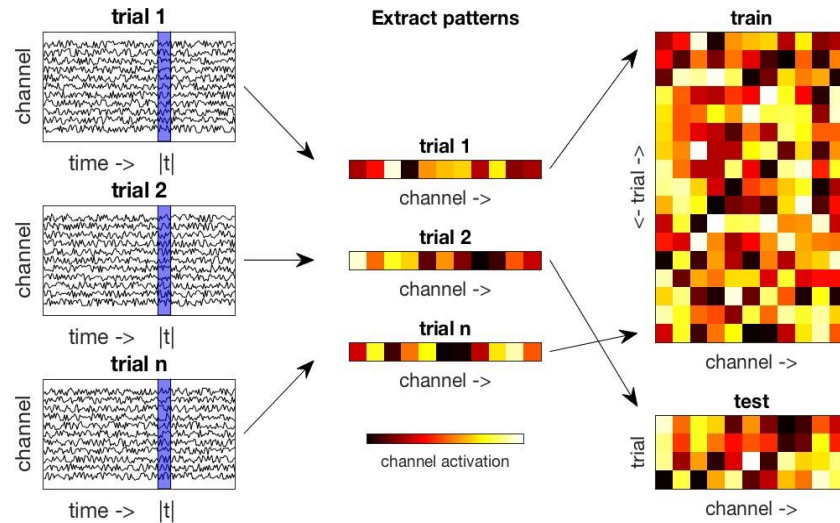 trial 1
channel
time -> |t|
trial 2
channel
time -> |t|
trial n
channel
time -> |t|
Extract patterns
trial 1
channel ->
trial 2
channel ->
trial n
channel ->
channel activation
train
<- trial ->
channel ->
test
trial
channel ->